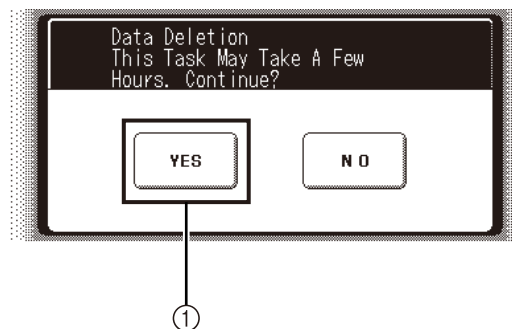 Data Deletion
This Task May Take A Few
Hours. Continue?
YES
NO
①